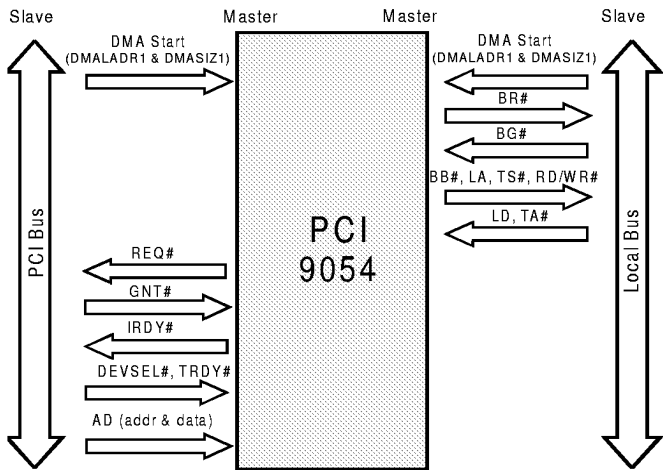 Slave Master Master Slave
DMA Start
(DMALADR1 & DMASIZ1)
DMA Start
(DMALADR1 & DMASIZ1)
BR#
BG#
BB#, LA, TS#, RD/WR#
LD, TA#
PCI Bus
PCI
9054
Local Bus
REQ#
GNT#
IRDY#
DEVSEL#, TRDY#
AD (addr & data)